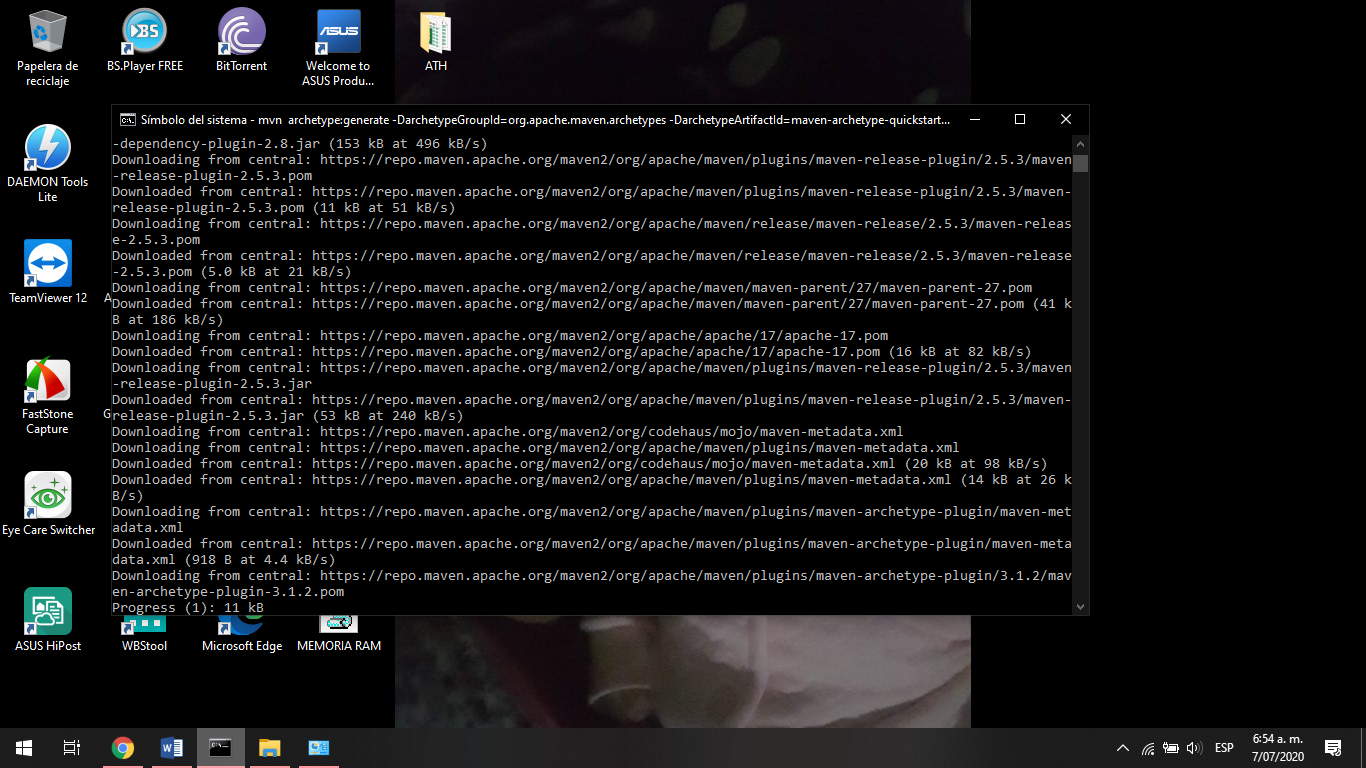 Papelera de
reciclaje
BS.Player FREE
BitTorrent
Welcome to
ASUS Produ...
ATH
DAEMON Tools
Lite
TeamViewer 12
A
FastStone
Capture
G
Eye Care Switcher
ASUS HiPost
WBStool
Microsoft Edge
MEMORIA RAM
BS
ASUS
C:\.
Símbolo del sistema - mvn archetype:generate -DarchetypeGroupId=org.apache.maven.archetypes -DarchetypeArtifactId=maven-archetype-quickstart...
-dependency-plugin-2.8.jar (153 kB at 496 kB/s)
Downloading from central: https://repo.maven.apache.org/maven2/org/apache/maven/plugins/maven-release-plugin/2.5.3/maven
-release-plugin-2.5.3.pom
Downloaded from central: https://repo.maven.apache.org/maven2/org/apache/maven/plugins/maven-release-plugin/2.5.3/maven-
release-plugin-2.5.3.pom (11 kB at 51 kB/s)
Downloading from central: https://repo.maven.apache.org/maven2/org/apache/maven/release/maven-release/2.5.3/maven-releas
e-2.5.3.pom
Downloaded from central: https://repo.maven.apache.org/maven2/org/apache/maven/release/maven-release/2.5.3/maven-release
-2.5.3.pom (5.0 kB at 21 kB/s)
Downloading from central: https://repo.maven.apache.org/maven2/org/apache/maven/maven-parent/27/maven-parent-27.pom
Downloaded from central: https://repo.maven.apache.org/maven2/org/apache/maven/maven-parent/27/maven-parent-27.pom (41 k
B at 186 kB/s)
Downloading from central: https://repo.maven.apache.org/maven2/org/apache/apache/17/apache-17.pom
Downloaded from central: https://repo.maven.apache.org/maven2/org/apache/apache/17/apache-17.pom (16 kB at 82 kB/s)
Downloading from central: https://repo.maven.apache.org/maven2/org/apache/maven/plugins/maven-release-plugin/2.5.3/maven
-release-plugin-2.5.3.jar
Downloaded from central: https://repo.maven.apache.org/maven2/org/apache/maven/plugins/maven-release-plugin/2.5.3/maven-
release-plugin-2.5.3.jar (53 kB at 240 kB/s)
Downloading from central: https://repo.maven.apache.org/maven2/org/codehaus/mojo/maven-metadata.xml
Downloading from central: https://repo.maven.apache.org/maven2/org/apache/maven/plugins/maven-metadata.xml
Downloaded from central: https://repo.maven.apache.org/maven2/org/codehaus/mojo/maven-metadata.xml (20 kB at 98 kB/s)
Downloaded from central: https://repo.maven.apache.org/maven2/org/apache/maven/plugins/maven-metadata.xml (14 kB at 26 k
B/s)
Downloading from central: https://repo.maven.apache.org/maven2/org/apache/maven/plugins/maven-archetype-plugin/maven-met
adata.xml
Downloaded from central: https://repo.maven.apache.org/maven2/org/apache/maven/plugins/maven-archetype-plugin/maven-meta
data.xml (918 B at 4.4 kB/s)
Downloading from central: https://repo.maven.apache.org/maven2/org/apache/maven/plugins/maven-archetype-plugin/3.1.2/mav
en-archetype-plugin-3.1.2.pom
Progress (1): 11 kB
ESP
6:54 a. m.
7/07/2020